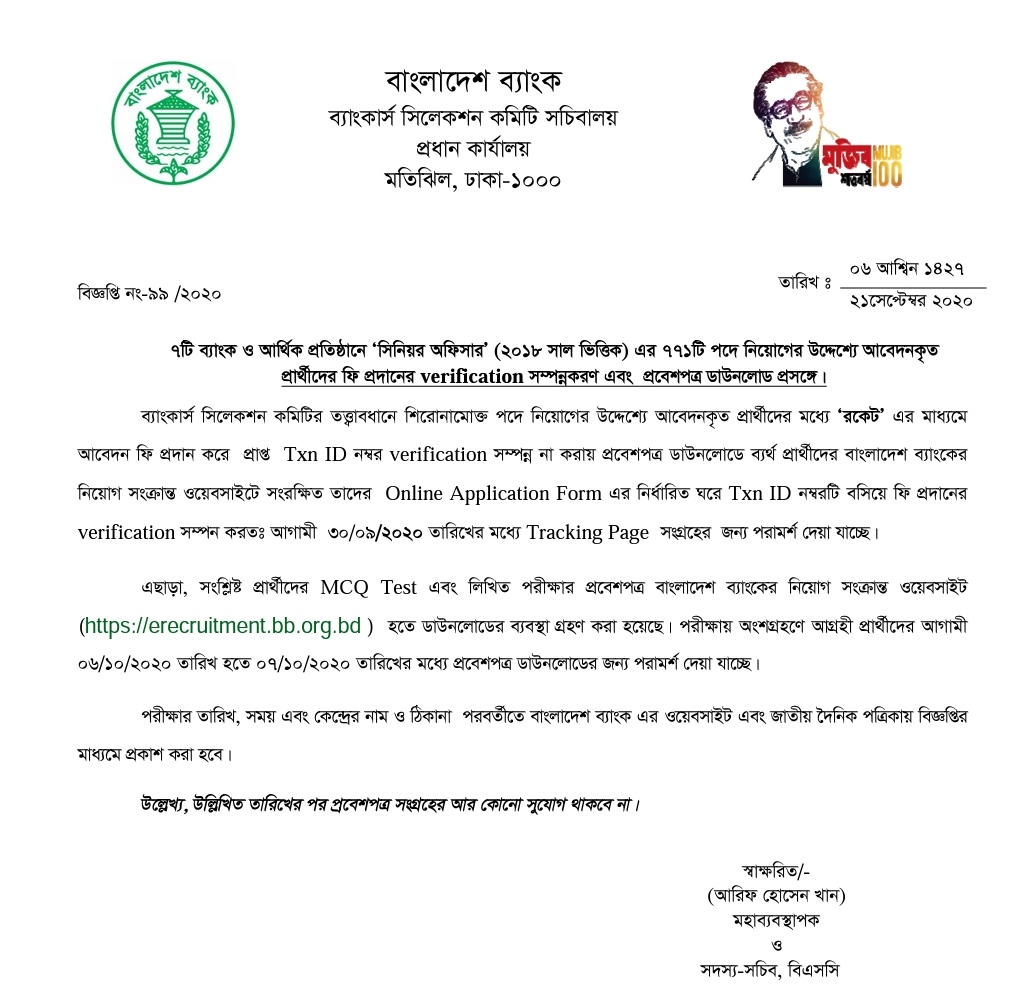 বাংলাদেশ ব্যাংক
বাংলাদেশ ব্যাংক
ব্যাংকার্স সিলেকশন কমিটি সচিবালয়
প্রধান কার্যালয়
মতিঝিল, ঢাকা-১০০০
মুজিব MUJIB
শতবর্ষ 100
বিজ্ঞপ্তি নং-৯৯ /২০২০
তারিখ ঃ
০৬ আশ্বিন ১৪২৭
২১সেপ্টেম্বর ২০২০
৭টি ব্যাংক ও আর্থিক প্রতিষ্ঠানে ‘সিনিয়র অফিসার’ (২০১৮ সাল ভিত্তিক) এর ৭৭১টি পদে নিয়োগের উদ্দেশ্যে আবেদনকৃত
প্রার্থীদের ফি প্রদানের verification সম্পন্নকরণ এবং প্রবেশপত্র ডাউনলোড প্রসঙ্গে।
ব্যাংকার্স সিলেকশন কমিটির তত্ত্বাবধানে শিরোনামোক্ত পদে নিয়োগের উদ্দেশ্যে আবেদনকৃত প্রার্থীদের মধ্যে ‘রকেট’ এর মাধ্যমে
আবেদন ফি প্রদান করে প্রাপ্ত Txn ID নম্বর verification সম্পন্ন না করায় প্রবেশপত্র ডাউনলোডে ব্যর্থ প্রার্থীদের বাংলাদেশ ব্যাংকের
নিয়োগ সংক্রান্ত ওয়েবসাইটে সংরক্ষিত তাদের Online Application Form এর নির্ধারিত ঘরে Txn ID নম্বরটি বসিয়ে ফি প্রদানের
verification সম্পন করতঃ আগামী ৩০/০৯/২০২০ তারিখের মধ্যে Tracking Page সংগ্রহের জন্য পরামর্শ দেয়া যাচ্ছে।
এছাড়া, সংশ্লিষ্ট প্রার্থীদের MCQ Test এবং লিখিত পরীক্ষার প্রবেশপত্র বাংলাদেশ ব্যাংকের নিয়োগ সংক্রান্ত ওয়েবসাইট
(https://erecruitment.bb.org.bd ) হতে ডাউনলোডের ব্যবস্থা গ্রহণ করা হয়েছে। পরীক্ষায় অংশগ্রহণে আগ্রহী প্রার্থীদের আগামী
০৬/১০/২০২০ তারিখ হতে ০৭/১০/২০২০ তারিখের মধ্যে প্রবেশপত্র ডাউনলোডের জন্য পরামর্শ দেয়া যাচ্ছে।
পরীক্ষার তারিখ, সময় এবং কেন্দ্রের নাম ও ঠিকানা পরবর্তীতে বাংলাদেশ ব্যাংক এর ওয়েবসাইট এবং জাতীয় দৈনিক পত্রিকায় বিজ্ঞপ্তির
মাধ্যমে প্রকাশ করা হবে।
উল্লেখ্য, উল্লিখিত তারিখের পর প্রবেশপত্র সংগ্রহের আর কোনো সুযোগ থাকবে না।
স্বাক্ষরিত/-
(আরিফ হোসেন খান)
মহাব্যবস্থাপক
ও
সদস্য-সচিব, বিএসসি